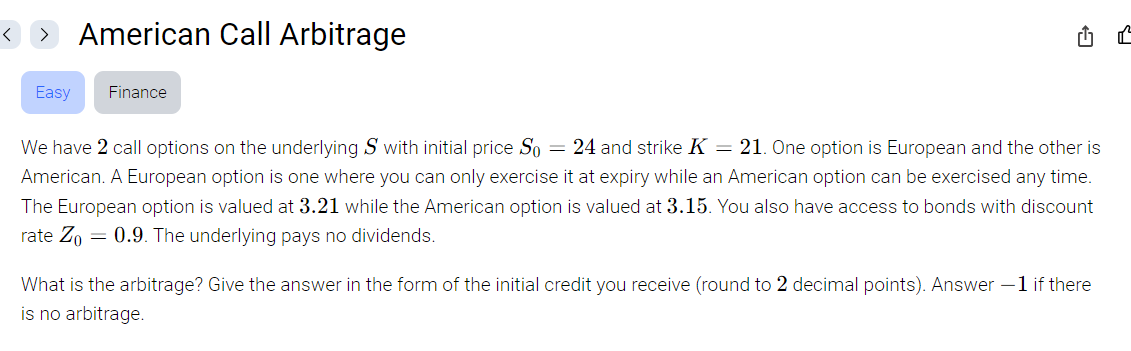 American Call Arbitrage
Easy
Finance
We have 2 call options on the underlying S with initial price S₀ = 24 and strike K = 21. One option is European and the other is
American. A European option is one where you can only exercise it at expiry while an American option can be exercised any time.
The European option is valued at 3.21 while the American option is valued at 3.15. You also have access to bonds with discount
rate Z₀ = 0.9. The underlying pays no dividends.
What is the arbitrage? Give the answer in the form of the initial credit you receive (round to 2 decimal points). Answer −1 if there
is no arbitrage.